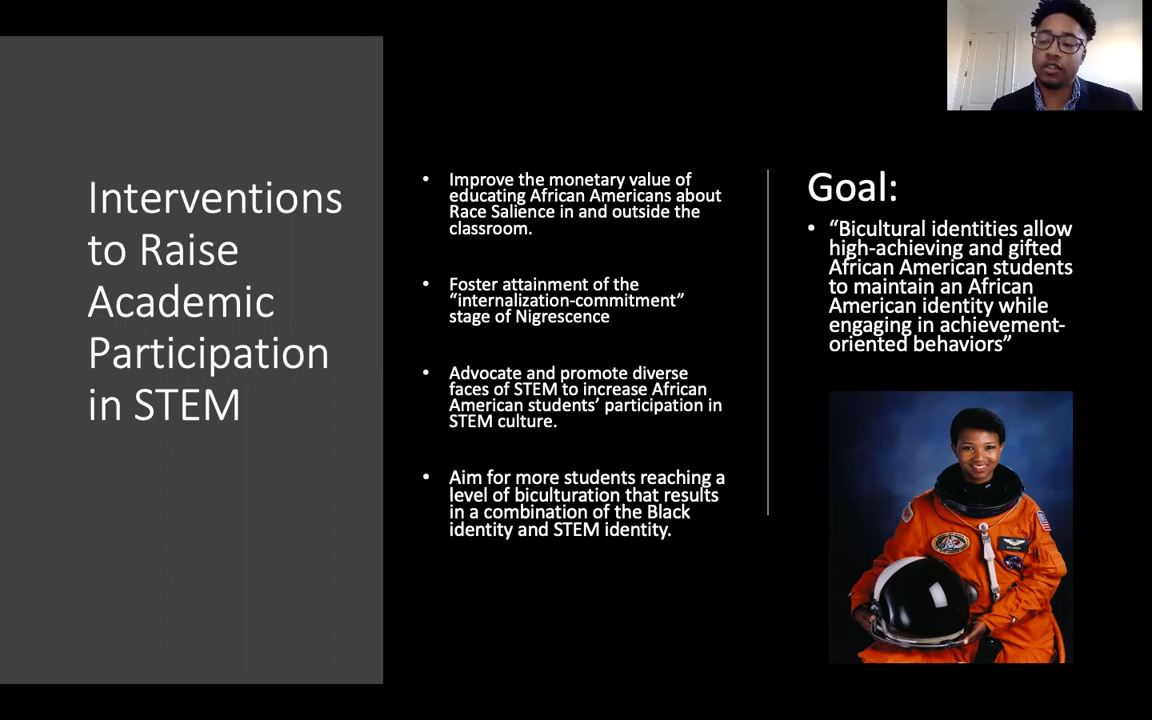 Interventions
to Raise
Academic
Participation
in STEM
• Improve the monetary value of
educating African Americans about
Race Salience in and outside the
classroom.
• Foster attainment of the
“internalization-commitment”
stage of Nigrescence
• Advocate and promote diverse
faces of STEM to increase African
American students’ participation in
STEM culture.
• Aim for more students reaching a
level of biculturation that results
in a combination of the Black
identity and STEM identity.
Goal:
• “Bicultural identities allow
high-achieving and gifted
African American students
to maintain an African
American identity while
engaging in achievement-
oriented behaviors”